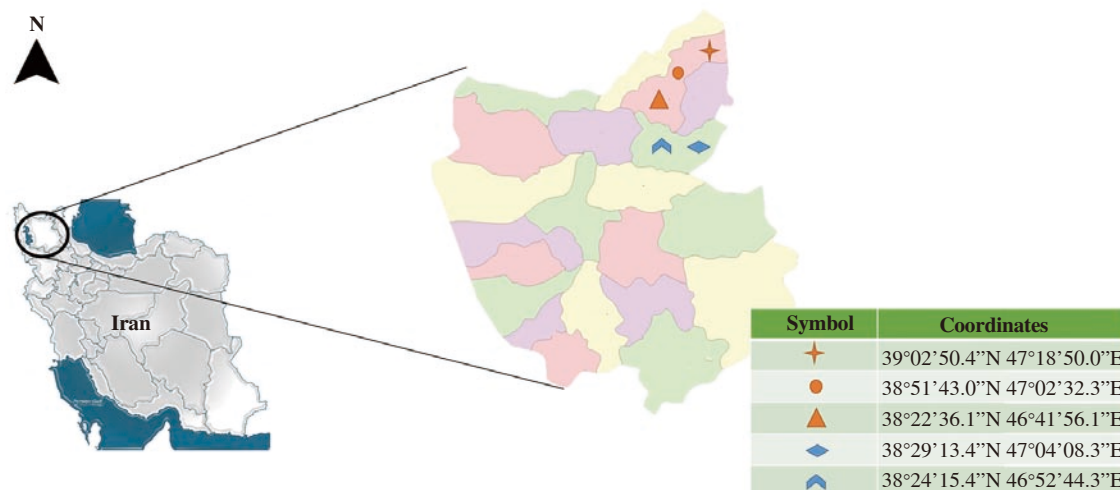 N
Iran
Symbol Coordinates
39°02’50.4”N 47°18’50.0”E
38°51’43.0”N 47°02’32.3”E
38°22’36.1”N 46°41’56.1”E
38°29’13.4”N 47°04’08.3”E
38°24’15.4”N 46°52’44.3”E